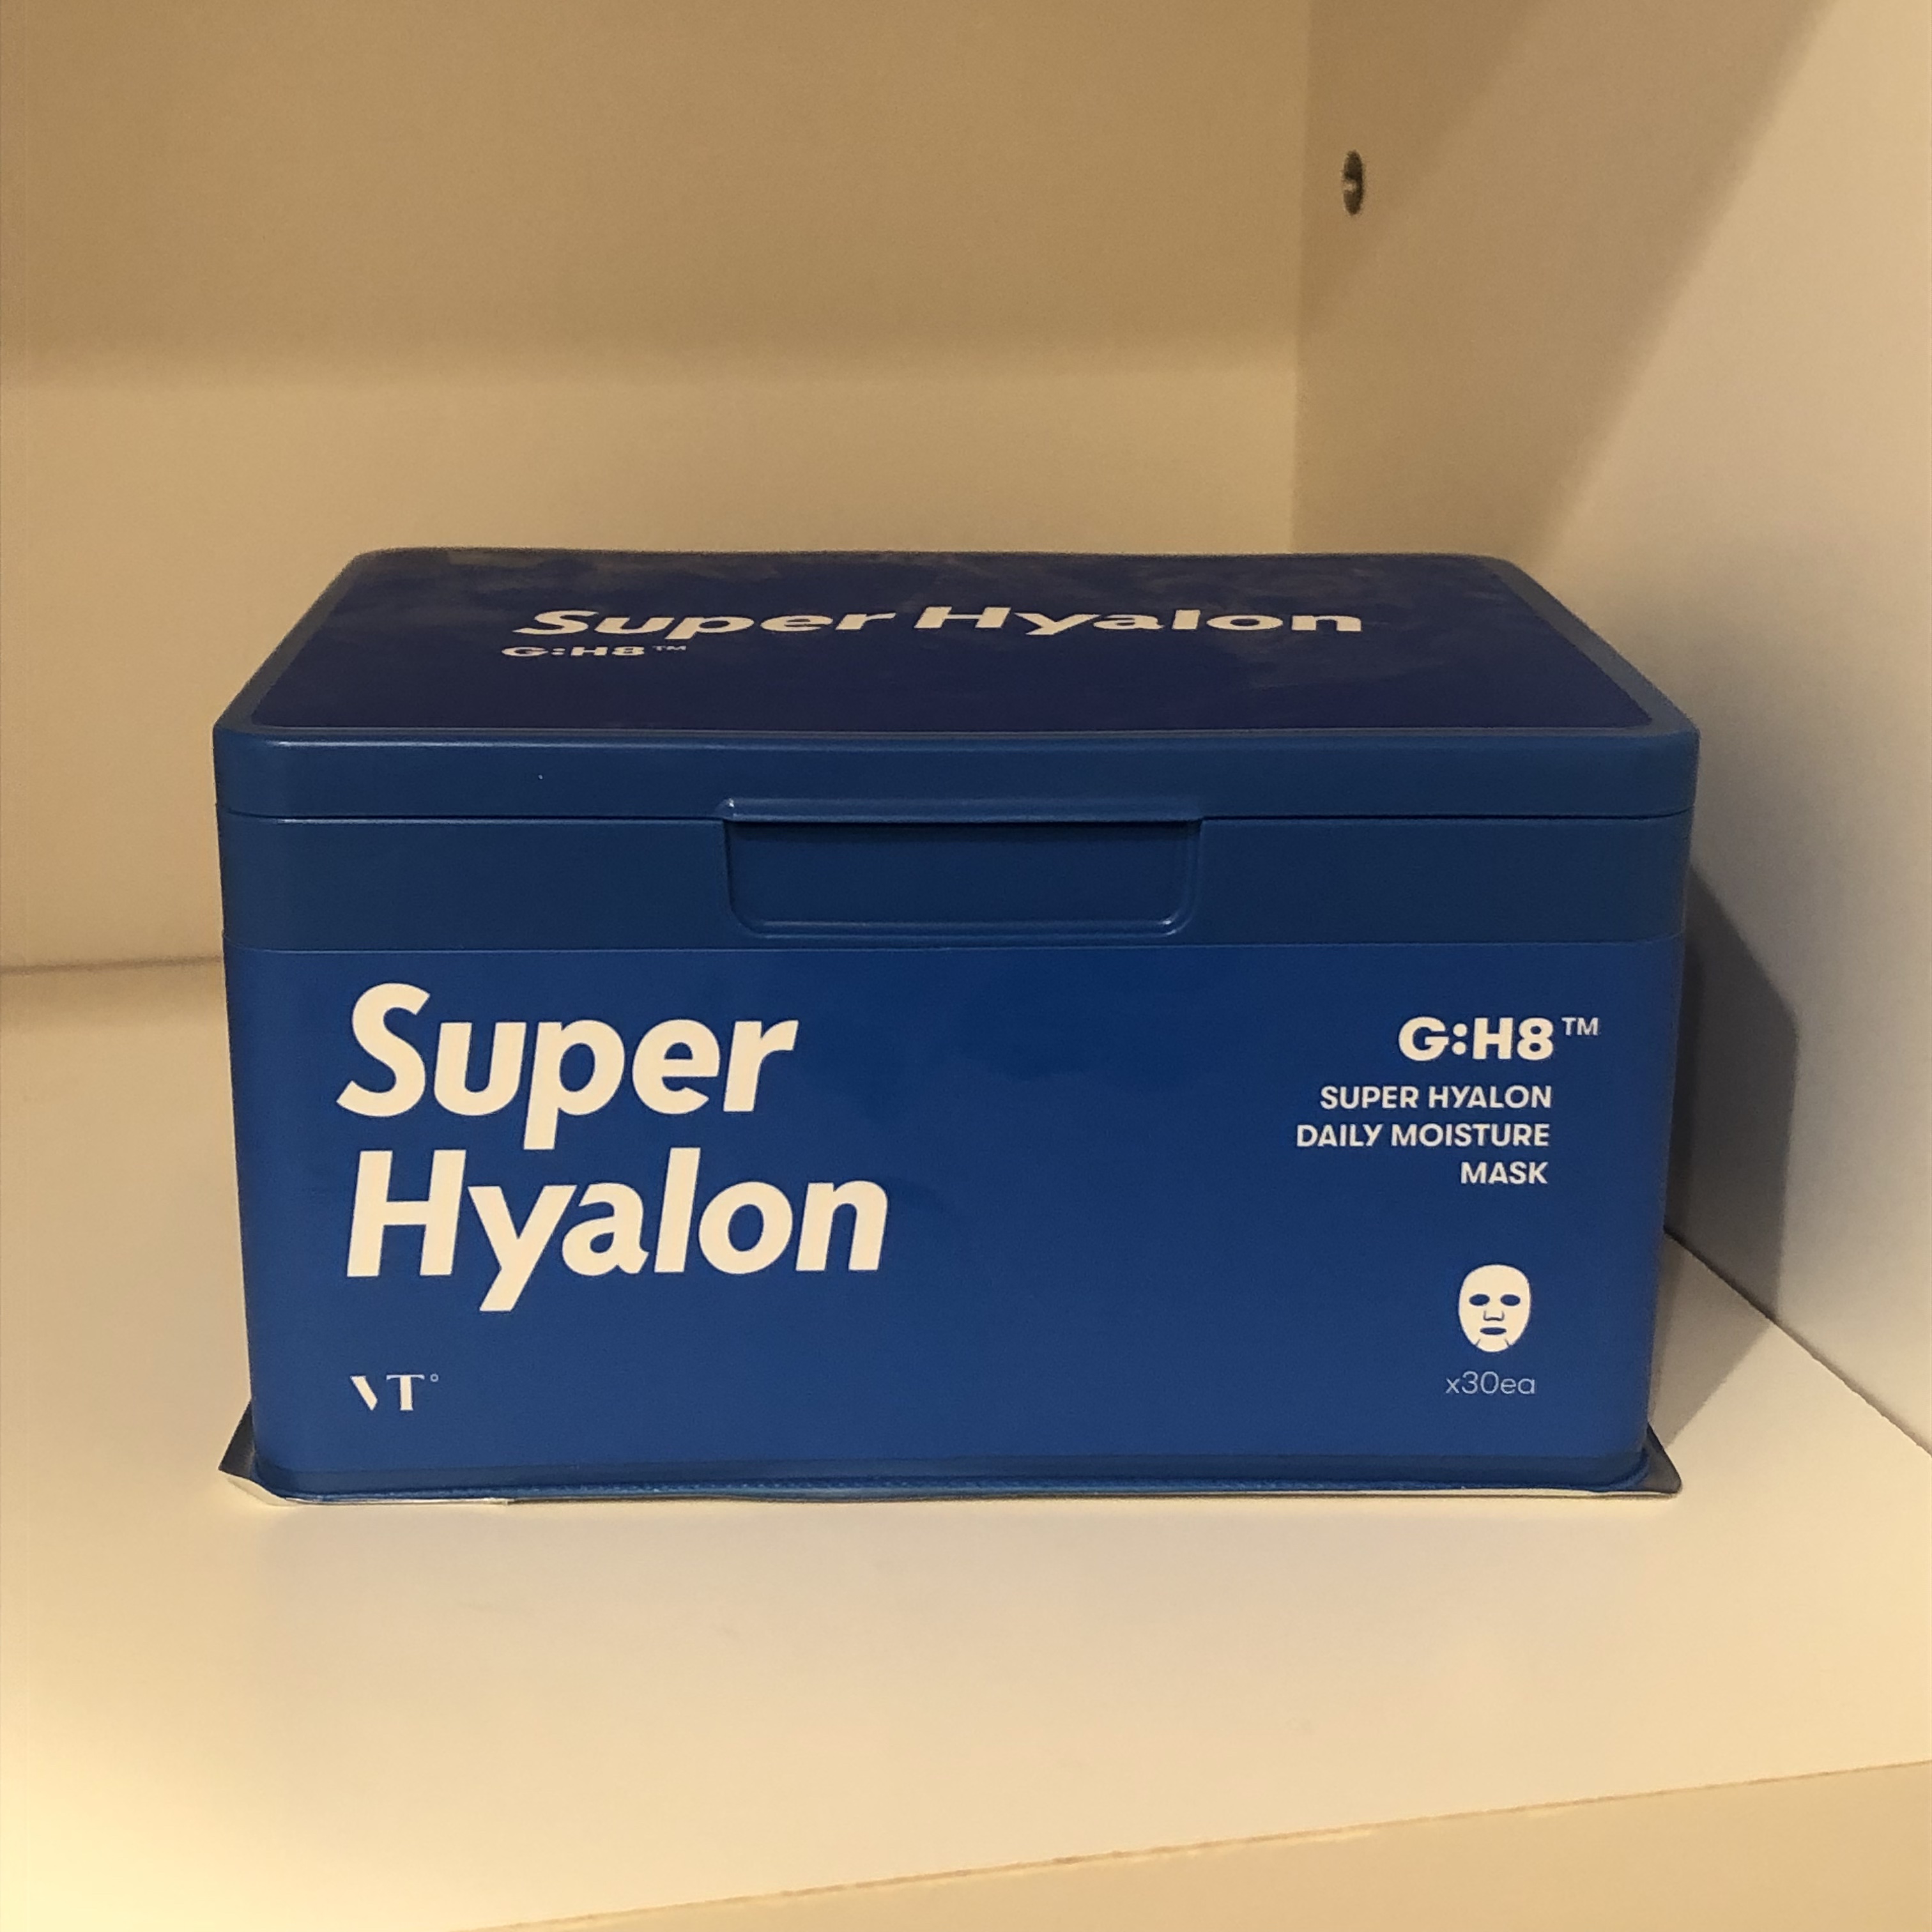 Super Hyalon
G:H8™
Super
Hyalon
VT
G:H8™
SUPER HYALON
DAILY MOISTURE
MASK
x30ea